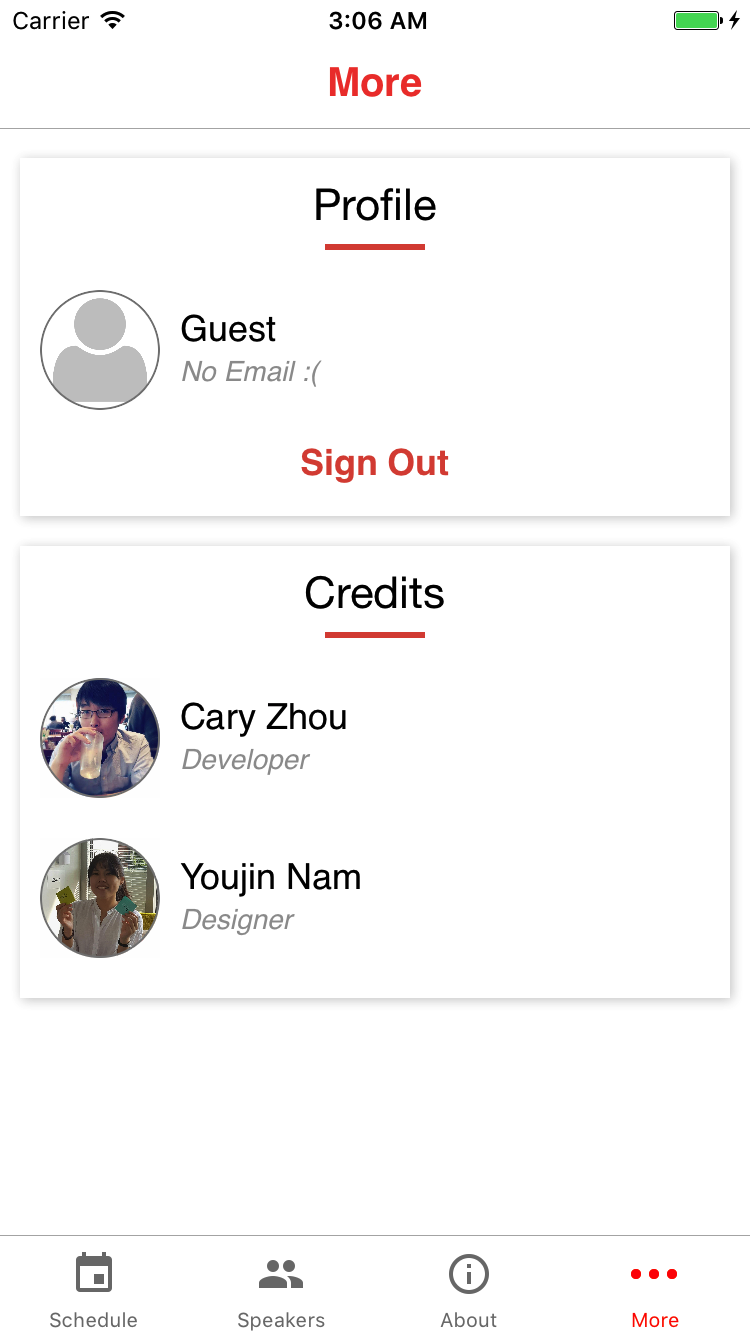 Carrier 3:06 AM
More
Profile
Guest
No Email :(
Sign Out
Credits
Cary Zhou
Developer
Youjin Nam
Designer
Schedule Speakers About More